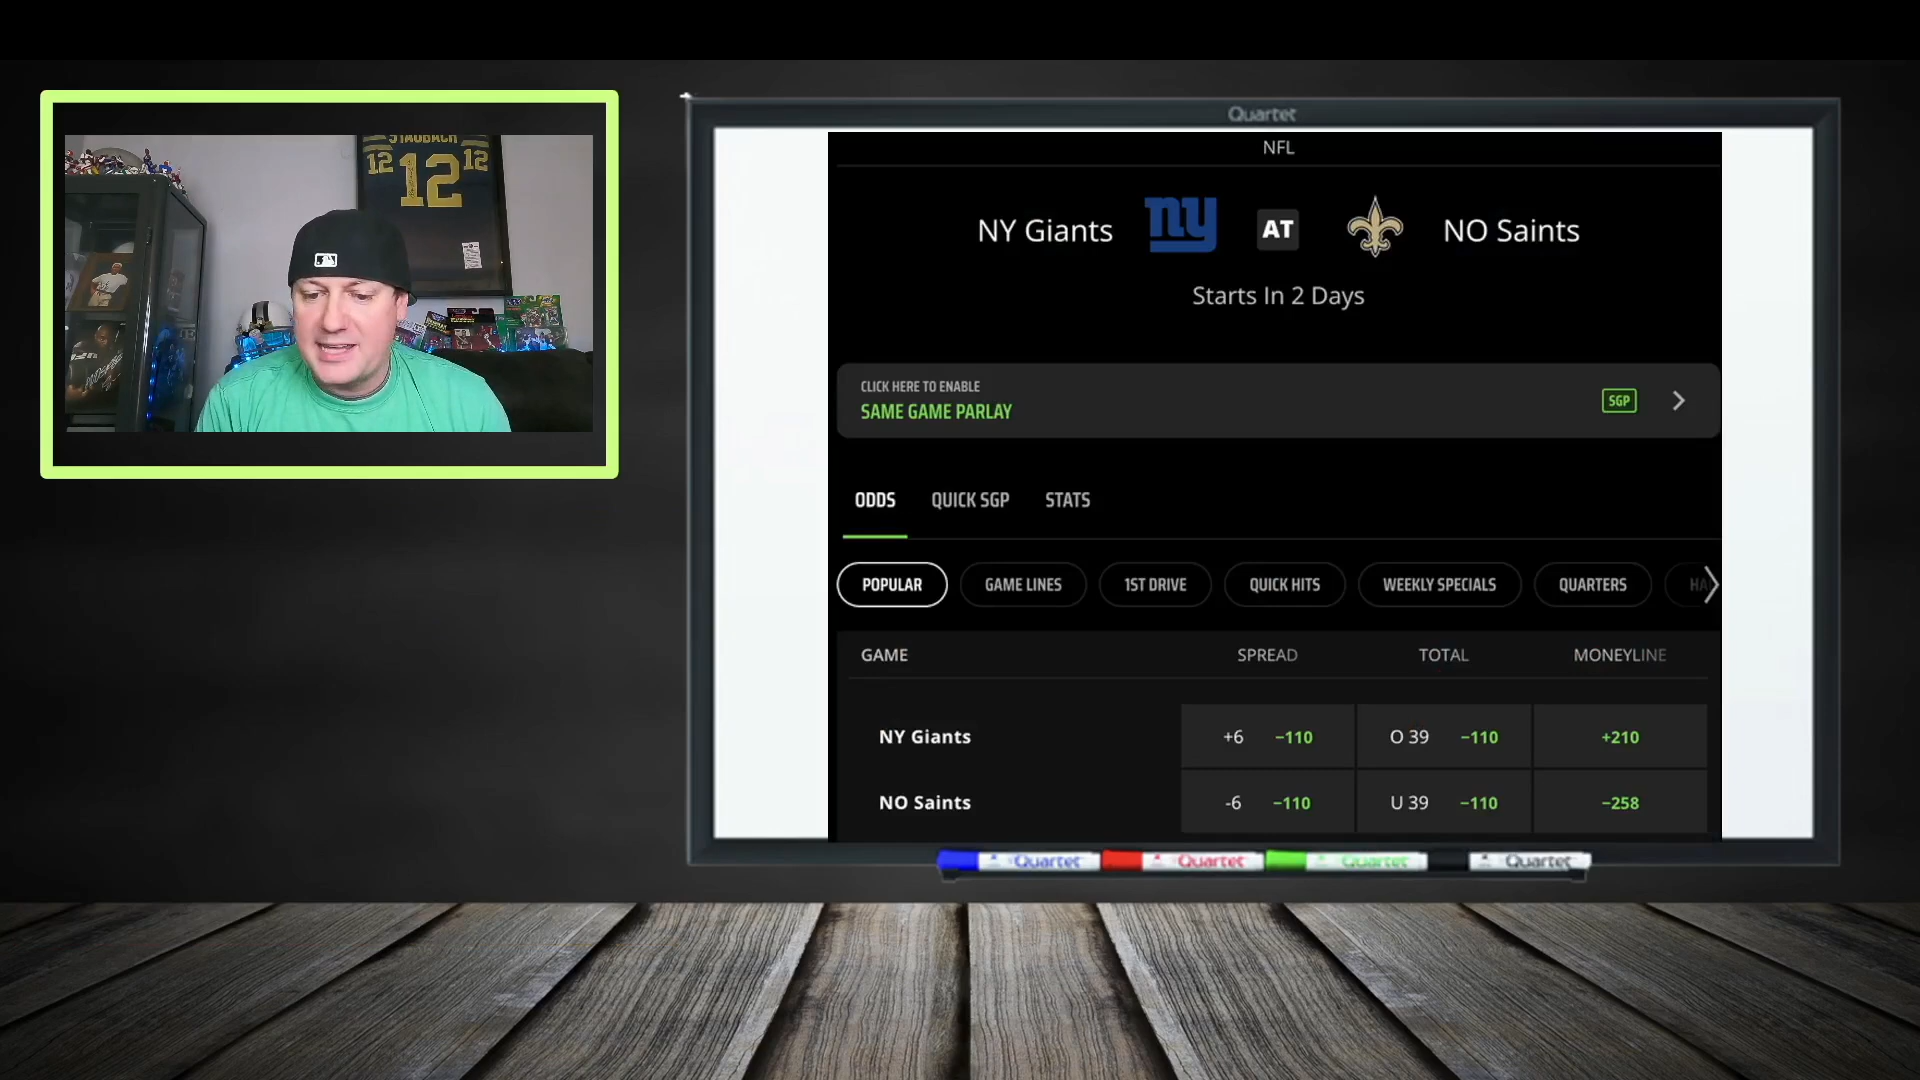 STAUBACH
12 12 12
Quartet
NFL
NY Giants ny AT NO Saints
Starts In 2 Days
CLICK HERE TO ENABLE
SAME GAME PARLAY SGP
ODDS QUICK SGP STATS
POPULAR GAME LINES 1ST DRIVE QUICK HITS WEEKLY SPECIALS QUARTERS HA
GAME SPREAD TOTAL MONEYLINE
NY Giants +6 −110 O 39 −110 +210
NO Saints -6 −110 U 39 −110 −258
Quartet Quartet Quartet Quartet